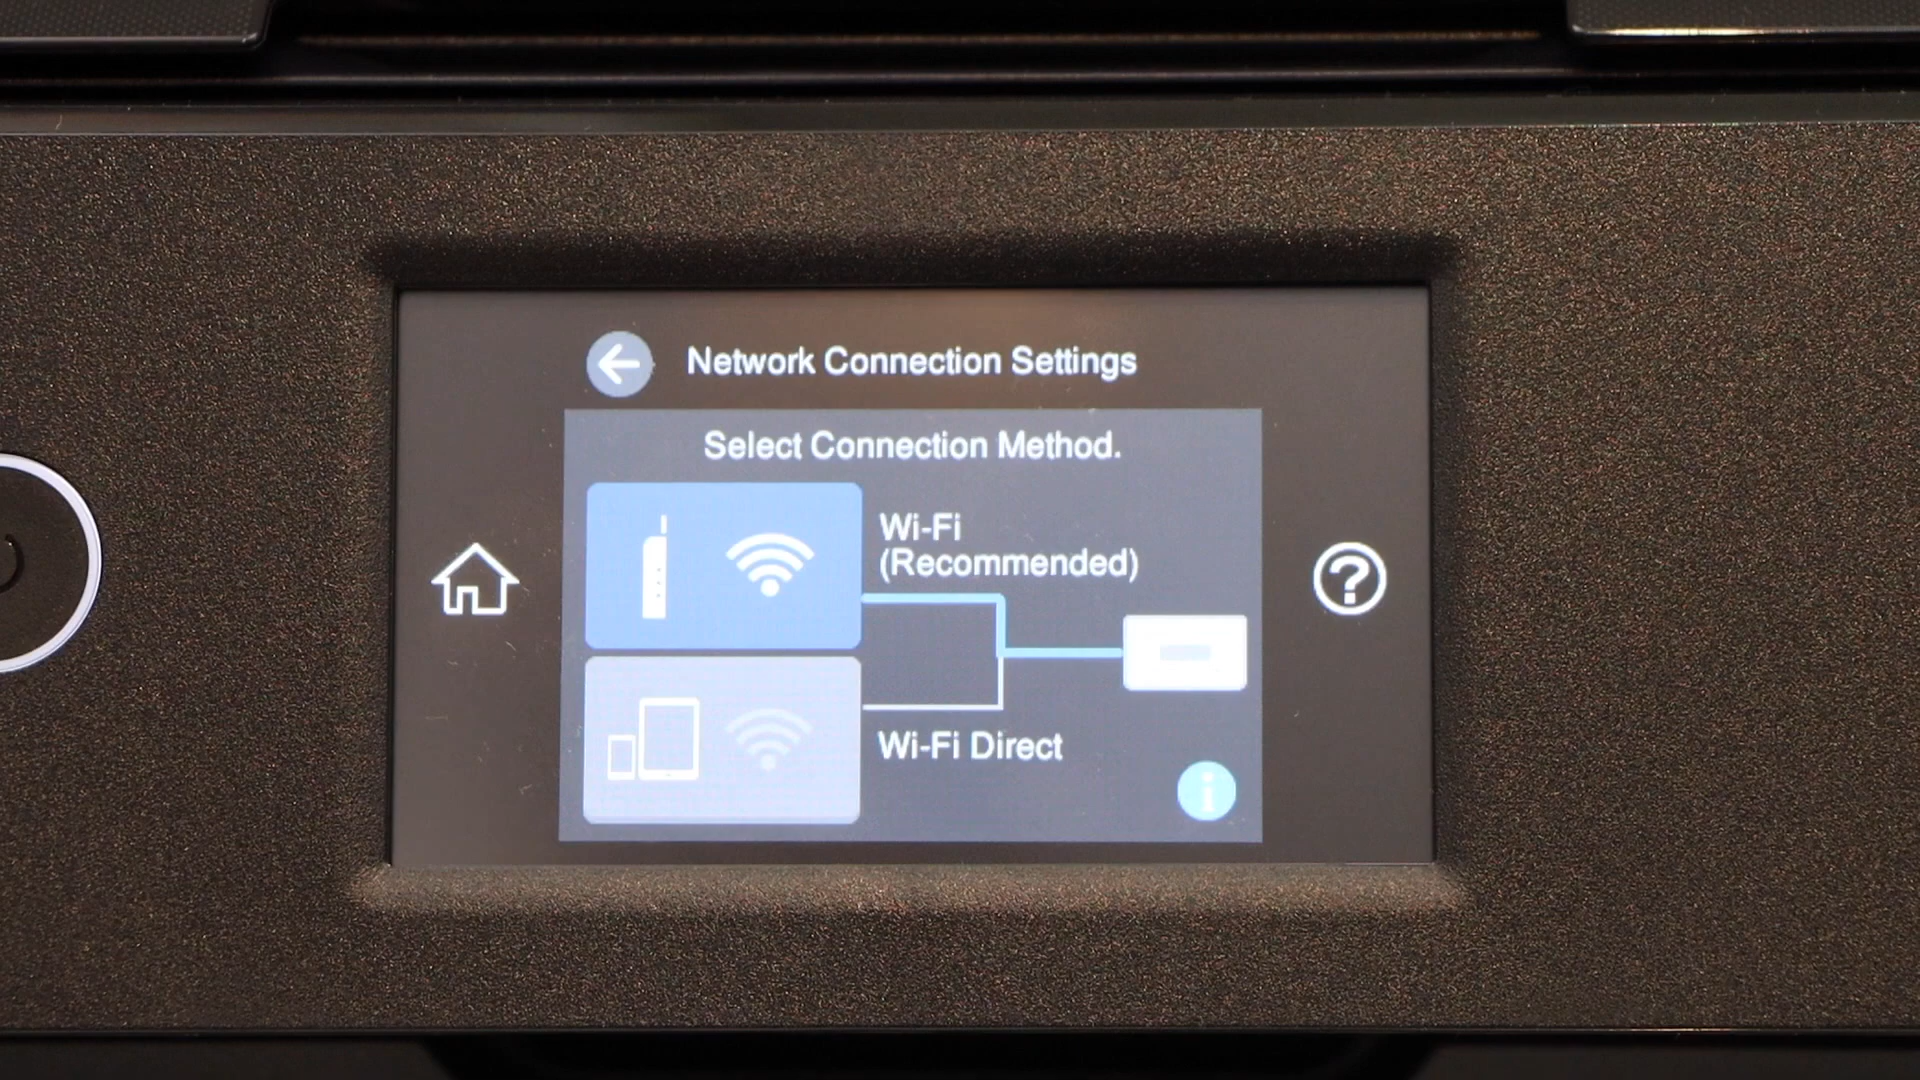 Network Connection Settings
Select Connection Method.
Wi-Fi
(Recommended)
Wi-Fi Direct